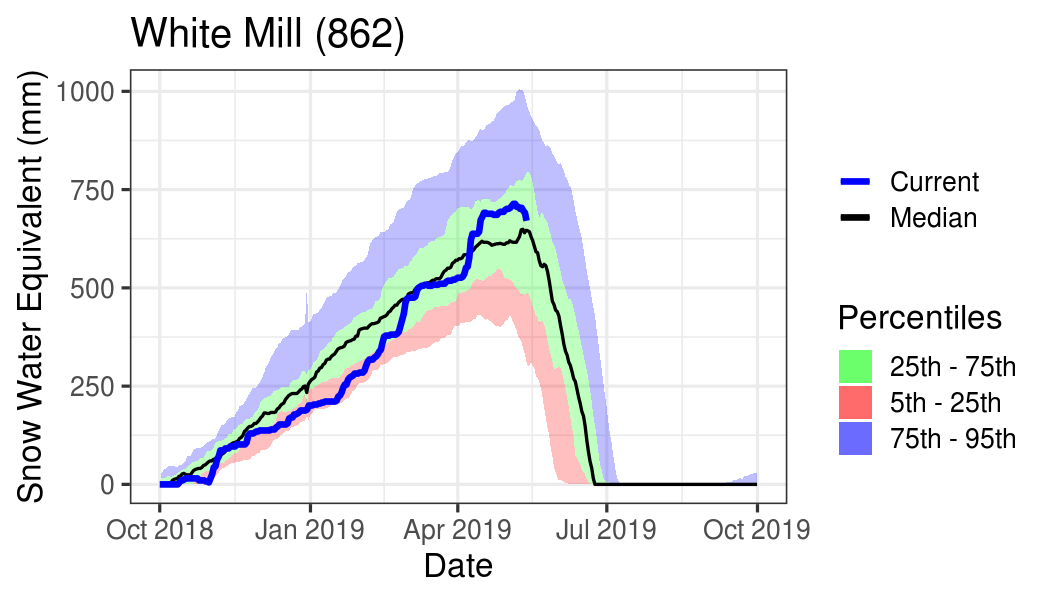 White Mill (862)
Snow Water Equivalent (mm)
1000
750
500
250
0
Oct 2018
Jan 2019
Apr 2019
Jul 2019
Oct 2019
Date
Current
Median
Percentiles
25th - 75th
5th - 25th
75th - 95th